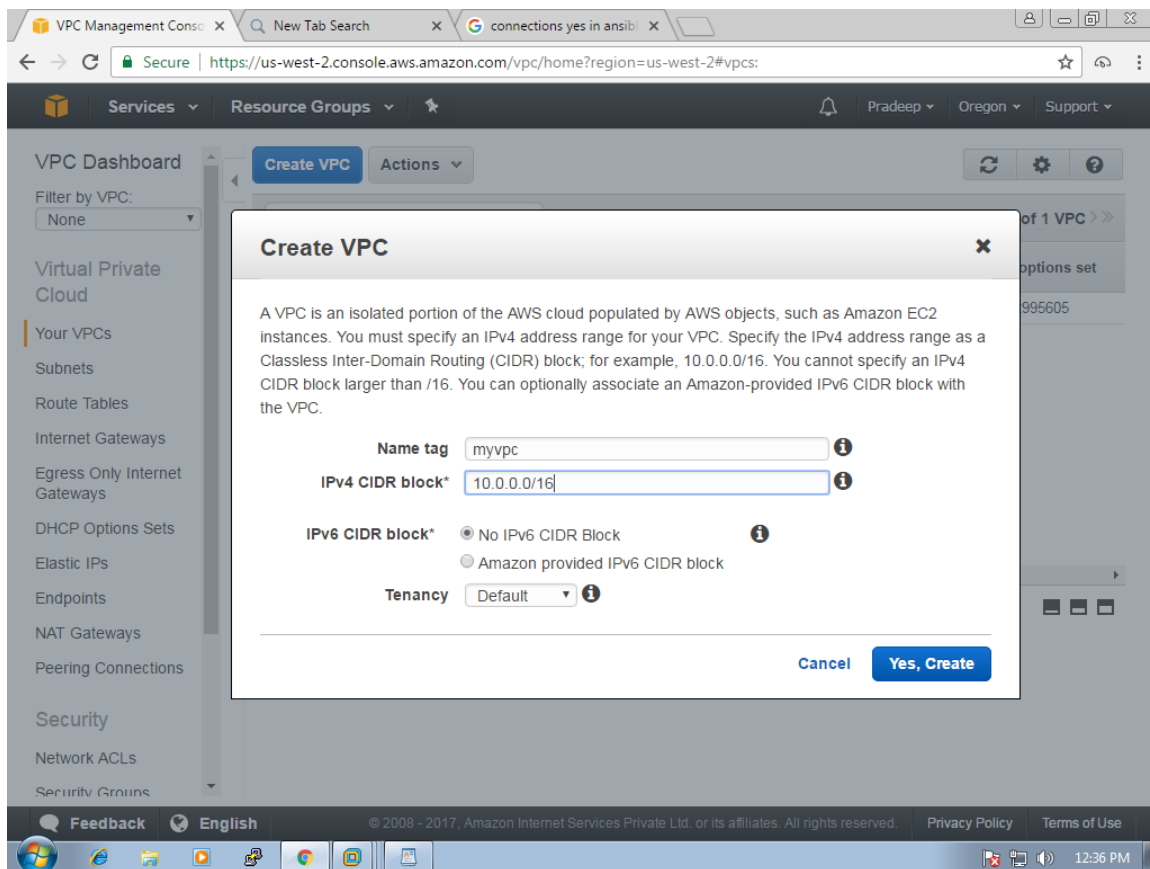 VPC Management Conso
New Tab Search
connections yes in ansibl
Secure https://us-west-2.console.aws.amazon.com/vpc/home?region=us-west-2#vpcs:
Services Resource Groups Pradeep Oregon Support
VPC Dashboard
Filter by VPC:
None
Virtual Private
Cloud
Your VPCs
Subnets
Route Tables
Internet Gateways
Egress Only Internet
Gateways
DHCP Options Sets
Elastic IPs
Endpoints
NAT Gateways
Peering Connections
Security
Network ACLs
Security Groups
Create VPC Actions
of 1 VPC
options set
995605
Create VPC
A VPC is an isolated portion of the AWS cloud populated by AWS objects, such as Amazon EC2
instances. You must specify an IPv4 address range for your VPC. Specify the IPv4 address range as a
Classless Inter-Domain Routing (CIDR) block; for example, 10.0.0.0/16. You cannot specify an IPv4
CIDR block larger than /16. You can optionally associate an Amazon-provided IPv6 CIDR block with
the VPC.
Name tag myvpc
IPv4 CIDR block* 10.0.0.0/16
IPv6 CIDR block* No IPv6 CIDR Block
Amazon provided IPv6 CIDR block
Tenancy Default
Cancel Yes, Create
Feedback English © 2008 - 2017, Amazon Internet Services Private Ltd. or its affiliates. All rights reserved. Privacy Policy Terms of Use
12:36 PM